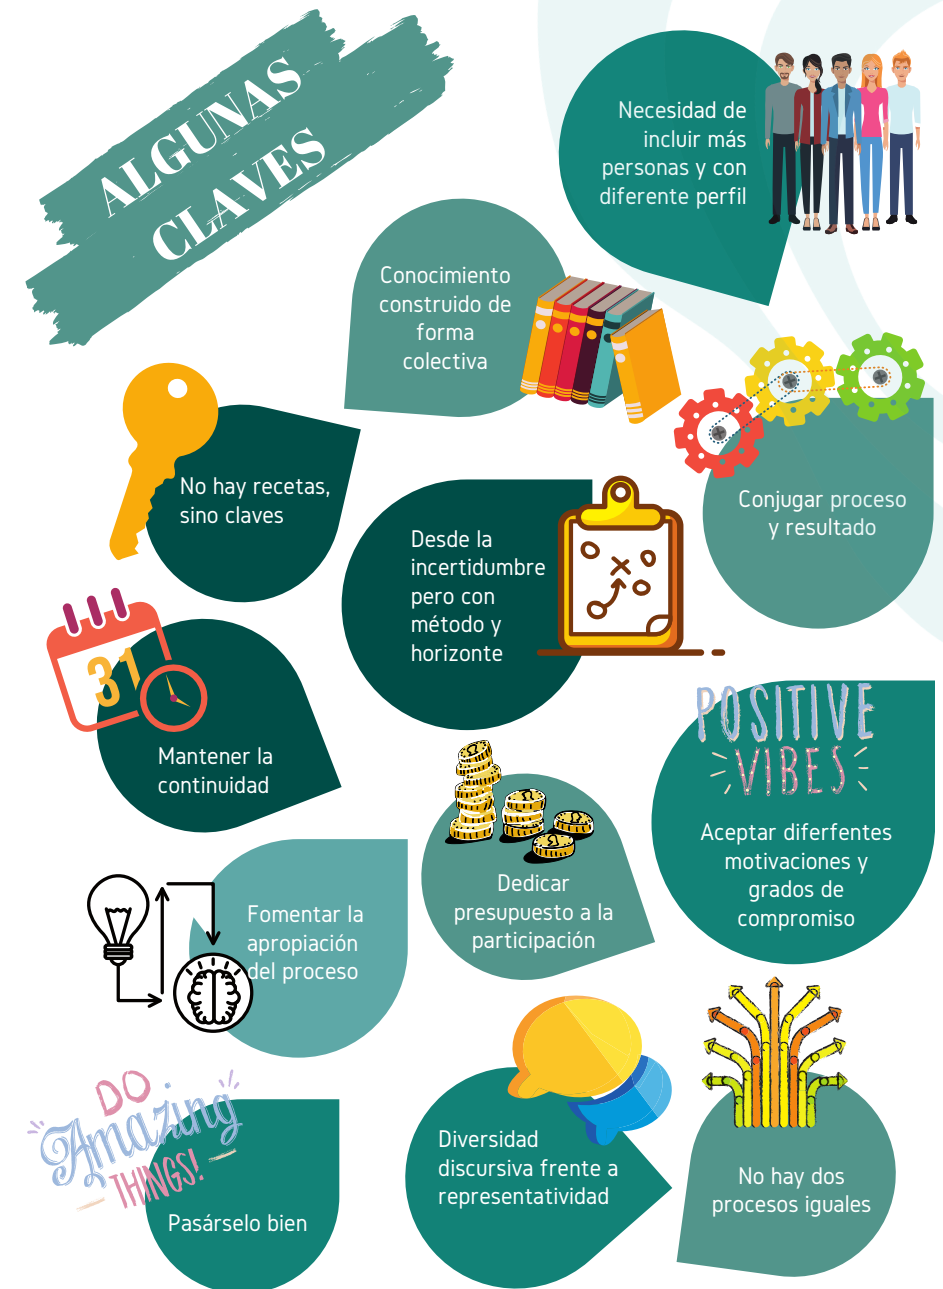 ALGUNAS
CLAVES
Necesidad de
incluir más
personas y con
diferente perfil
Conocimiento
construido de
forma
colectiva
No hay recetas,
sino claves
Conjugar proceso
y resultado
Desde la
incertidumbre
pero con
método y
horizonte
31
Mantener la
continuidad
POSITIVE
VIBES
Aceptar diferfentes
motivaciones y
grados de
compromiso
Dedicar
presupuesto a la
participación
Fomentar la
apropiación
del proceso
DO
Amazing
THINGS!
Pasárselo bien
Diversidad
discursiva frente a
representatividad
No hay dos
procesos iguales